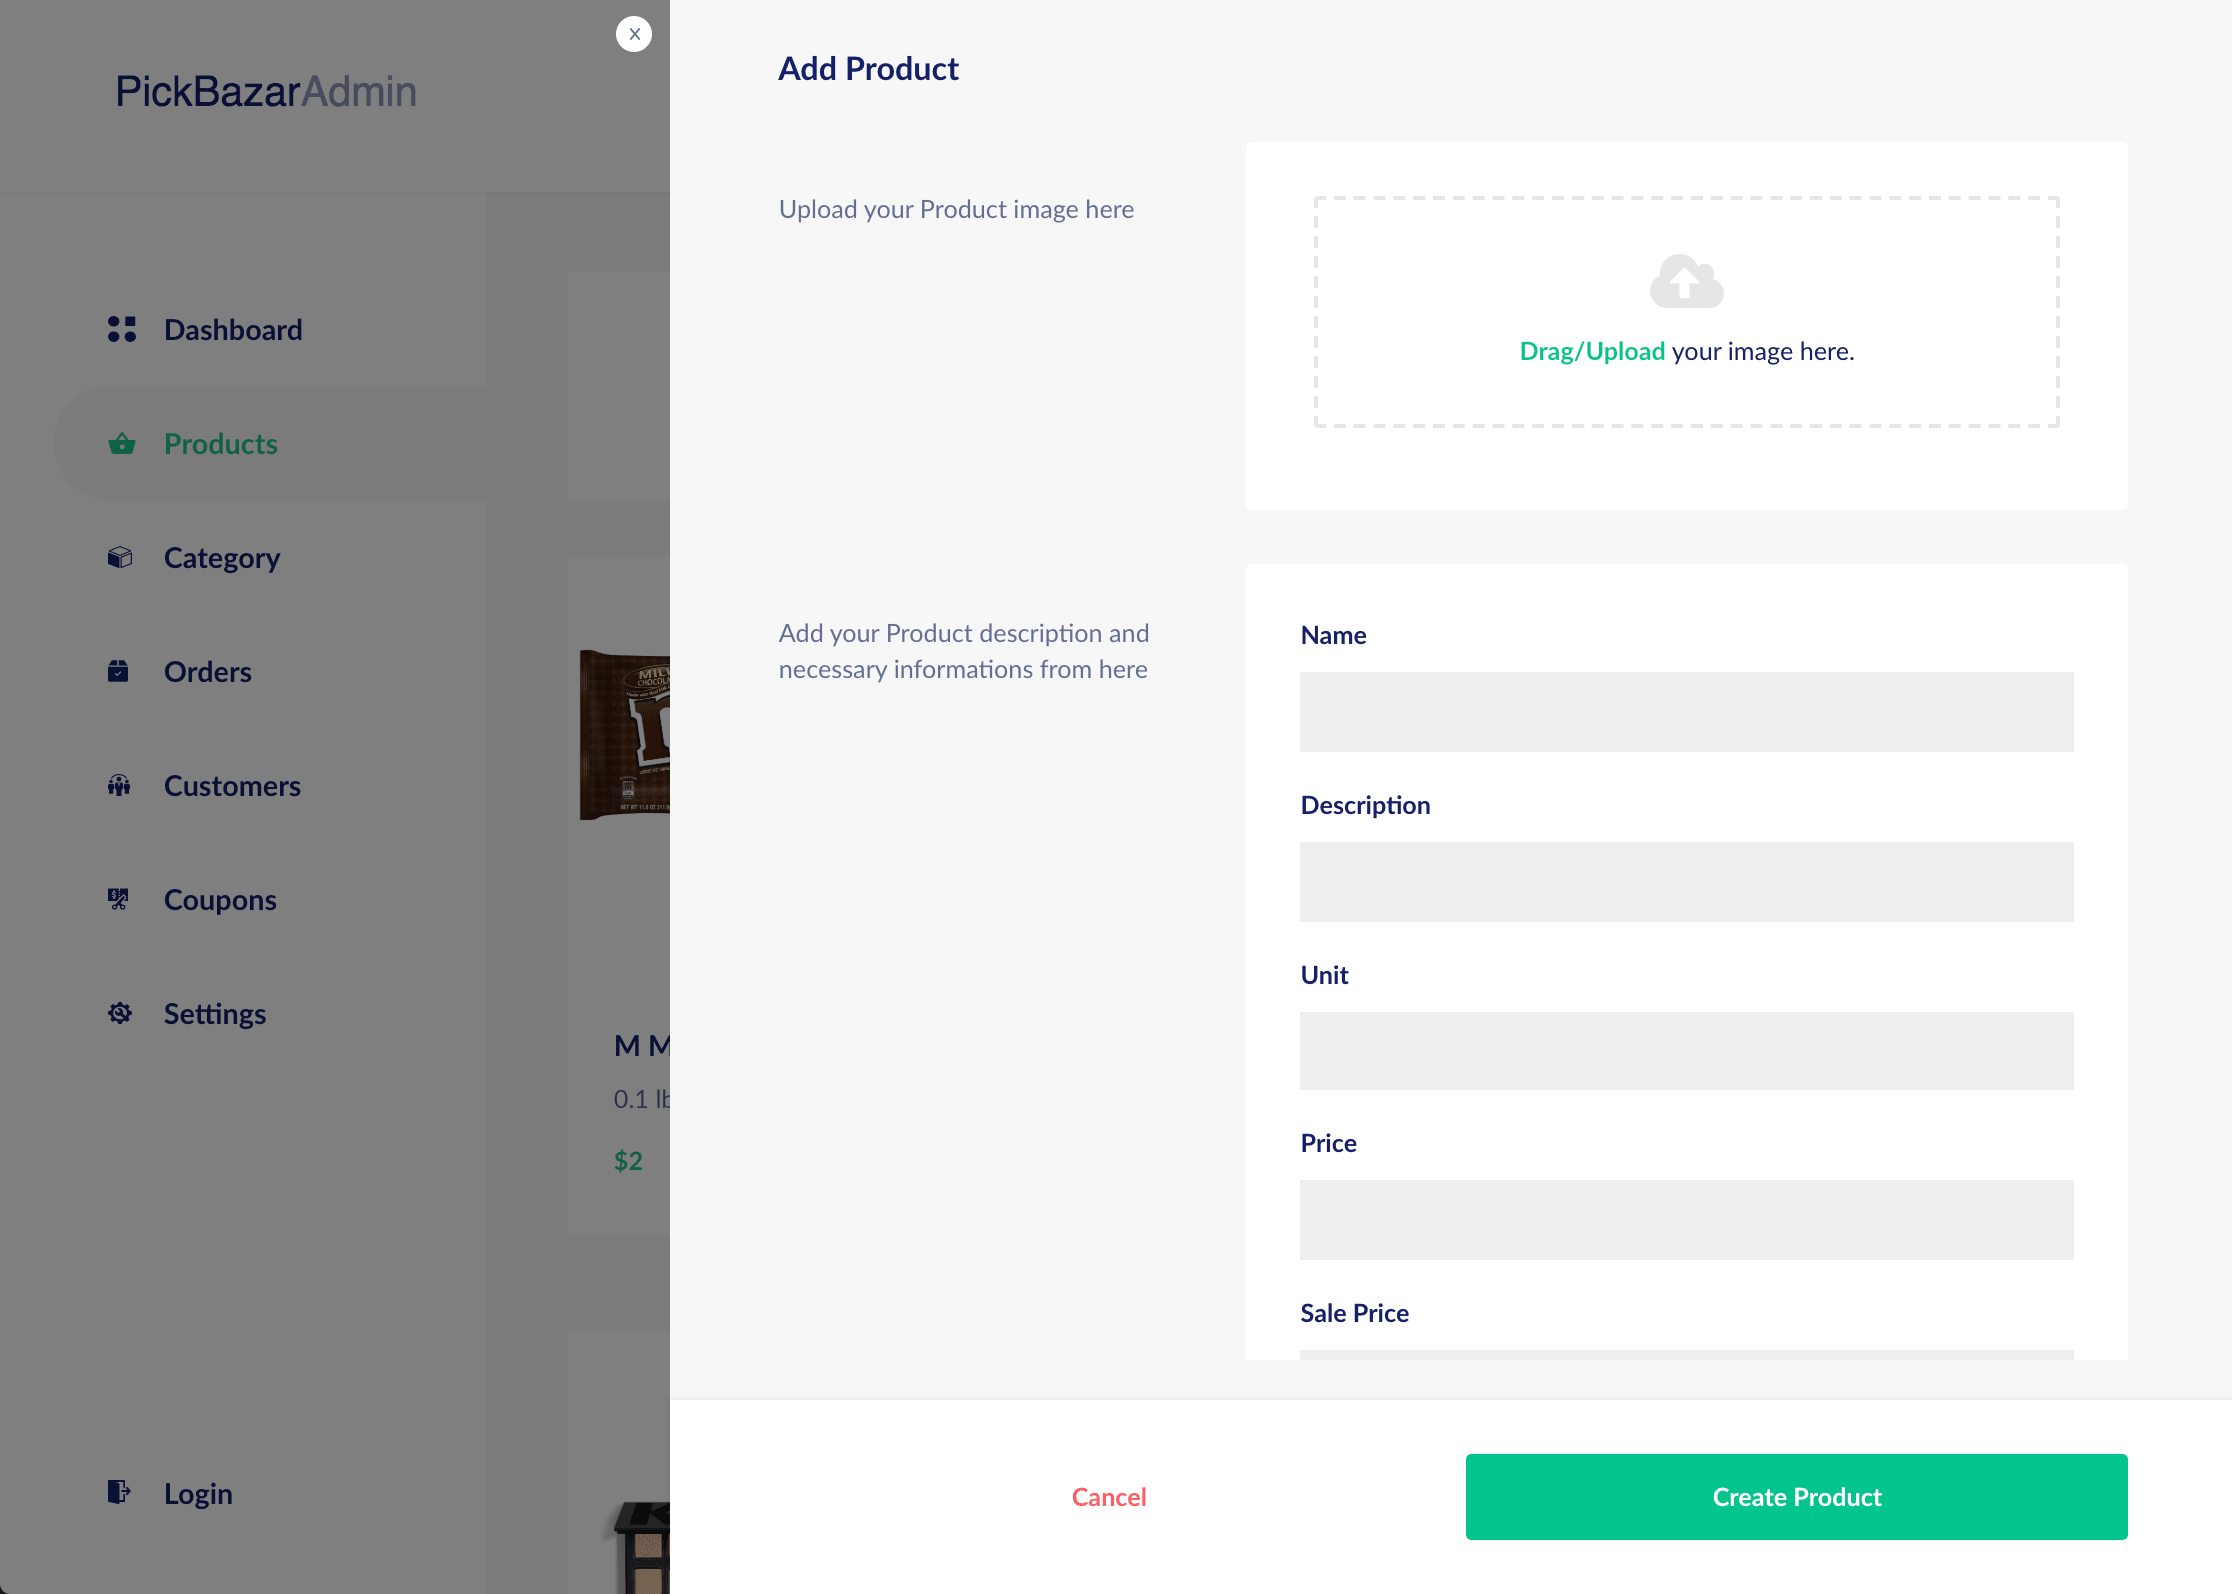 X
PickBazarAdmin
Dashboard
Products
Category
Orders
Customers
Coupons
Settings
Login
MIL
CHOCOLA
M M
0.1 lb
$2
Add Product
Upload your Product image here
Drag/Upload your image here.
Add your Product description and
necessary informations from here
Name
Description
Unit
Price
Sale Price
Cancel
Create Product